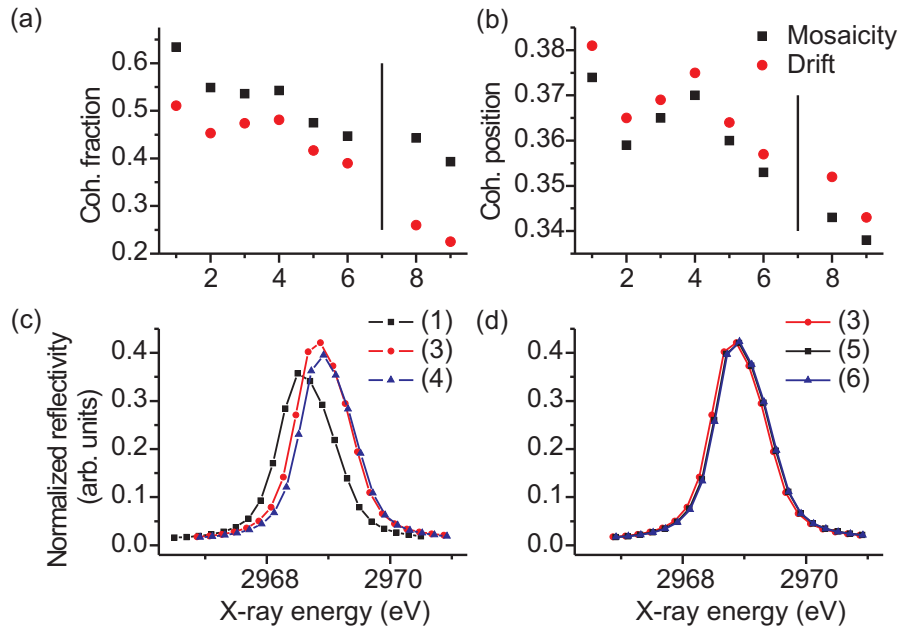 (a)
Coh. fraction
0.6
0.5
0.4
0.3
0.2
2 4 6 8
(b)
Mosaicity
Drift
Coh. position
0.38
0.37
0.36
0.35
0.34
2 4 6 8
(c)
(1)
(3)
(4)
Normalized reflectivity
(arb. units)
0.4
0.3
0.2
0.1
0.0
2968 2970
X-ray energy (eV)
(d)
(3)
(5)
(6)
0.4
0.3
0.2
0.1
0.0
2968 2970
X-ray energy (eV)